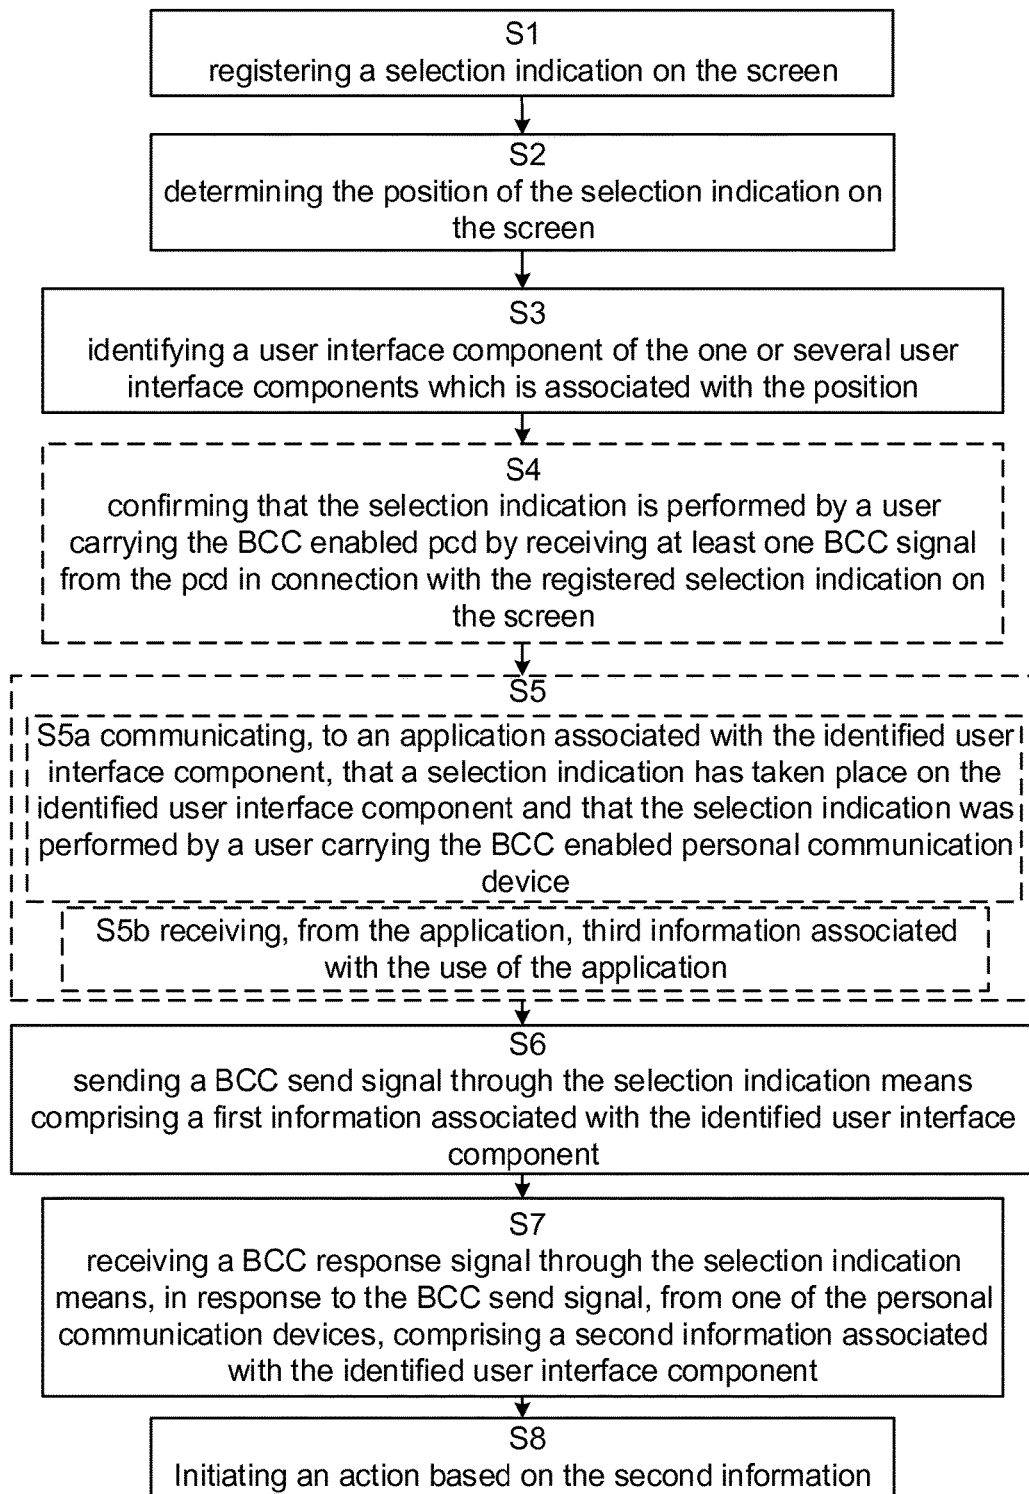 S1
registering a selection indication on the screen
S2
determining the position of the selection indication on
the screen
S3
identifying a user interface component of the one or several user
interface components which is associated with the position
S4
confirming that the selection indication is performed by a user
carrying the BCC enabled pcd by receiving at least one BCC signal
from the pcd in connection with the registered selection indication on
the screen
S5
S5a communicating, to an application associated with the identified user
interface component, that a selection indication has taken place on the
identified user interface component and that the selection indication was
performed by a user carrying the BCC enabled personal communication
device
S5b receiving, from the application, third information associated
with the use of the application
S6
sending a BCC send signal through the selection indication means
comprising a first information associated with the identified user interface
component
S7
receiving a BCC response signal through the selection indication
means, in response to the BCC send signal, from one of the personal
communication devices, comprising a second information associated
with the identified user interface component
S8
Initiating an action based on the second information